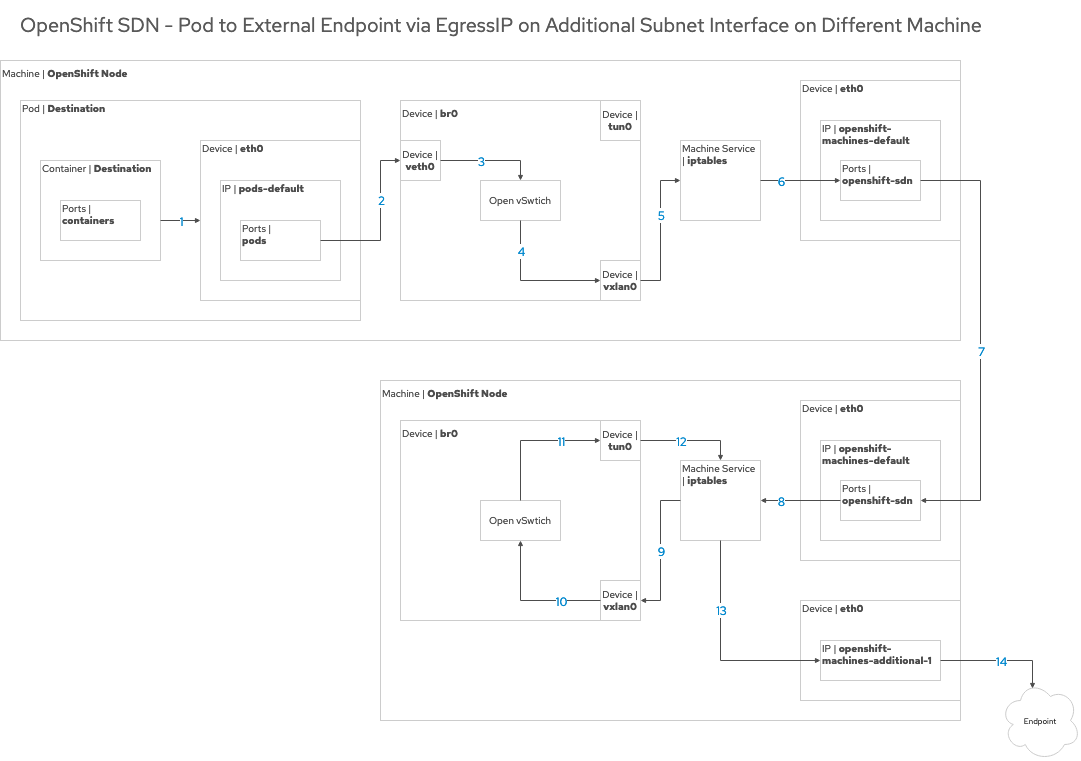 OpenShift SDN - Pod to External Endpoint via EgressIP on Additional Subnet Interface on Different Machine
Machine | OpenShift Node
Pod | Destination
Container | Destination
Ports |
containers
1
Device | eth0
IP | pods-default
Ports |
pods
2
Device | br0
Device |
tun0
Device |
veth0
3
Open vSwtich
4
Device |
vxlan0
5
Machine Service
| iptables
6
Device | eth0
IP | openshift-
machines-default
Ports |
openshift-sdn
7
Machine | OpenShift Node
Device | br0
11
Device |
tun0
12
Open vSwtich
10
Device |
vxlan0
9
Machine Service
| iptables
8
Device | eth0
IP | openshift-
machines-default
Ports |
openshift-sdn
13
Device | eth0
IP | openshift-
machines-additional-1
14
Endpoint